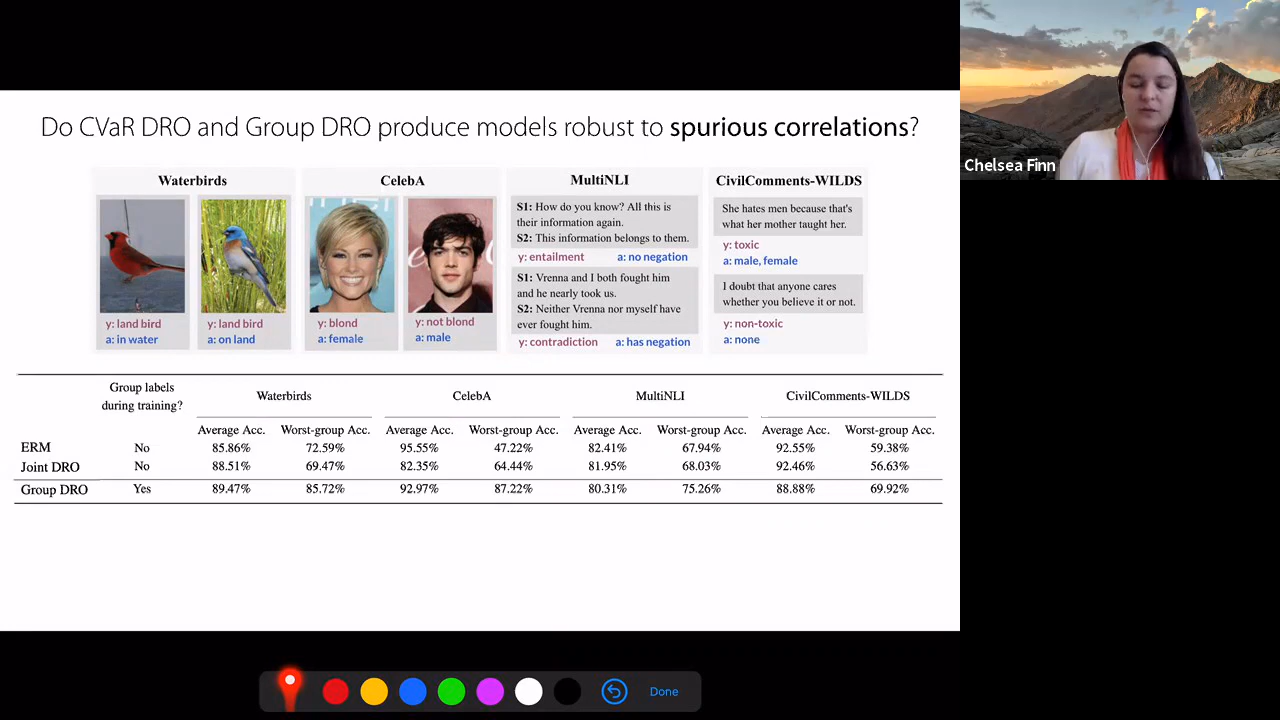 Do CVaR DRO and Group DRO produce models robust to spurious correlations?
Chelsea Finn
Waterbirds
y: land bird
a: in water
y: land bird
a: on land
CelebA
y: blond
a: female
y: not blond
a: male
MultiNLI
S1: How do you know? All this is
their information again.
S2: This information belongs to them.
y: entailment a: no negation
S1: Vrenna and I both fought him
and he nearly took us.
S2: Neither Vrenna nor myself have
ever fought him.
y: contradiction a: has negation
CivilComments-WILDS
She hates men because that's
what her mother taught her.
y: toxic
a: male, female
I doubt that anyone cares
whether you believe it or not.
y: non-toxic
a: none
Group labels
during training?
Waterbirds CelebA MultiNLI CivilComments-WILDS
Average Acc. Worst-group Acc. Average Acc. Worst-group Acc. Average Acc. Worst-group Acc. Average Acc. Worst-group Acc.
ERM No 85.86% 72.59% 95.55% 47.22% 82.41% 67.94% 92.55% 59.38%
Joint DRO No 88.51% 69.47% 82.35% 64.44% 81.95% 68.03% 92.46% 56.63%
Group DRO Yes 89.47% 85.72% 92.97% 87.22% 80.31% 75.26% 88.88% 69.92%
Done